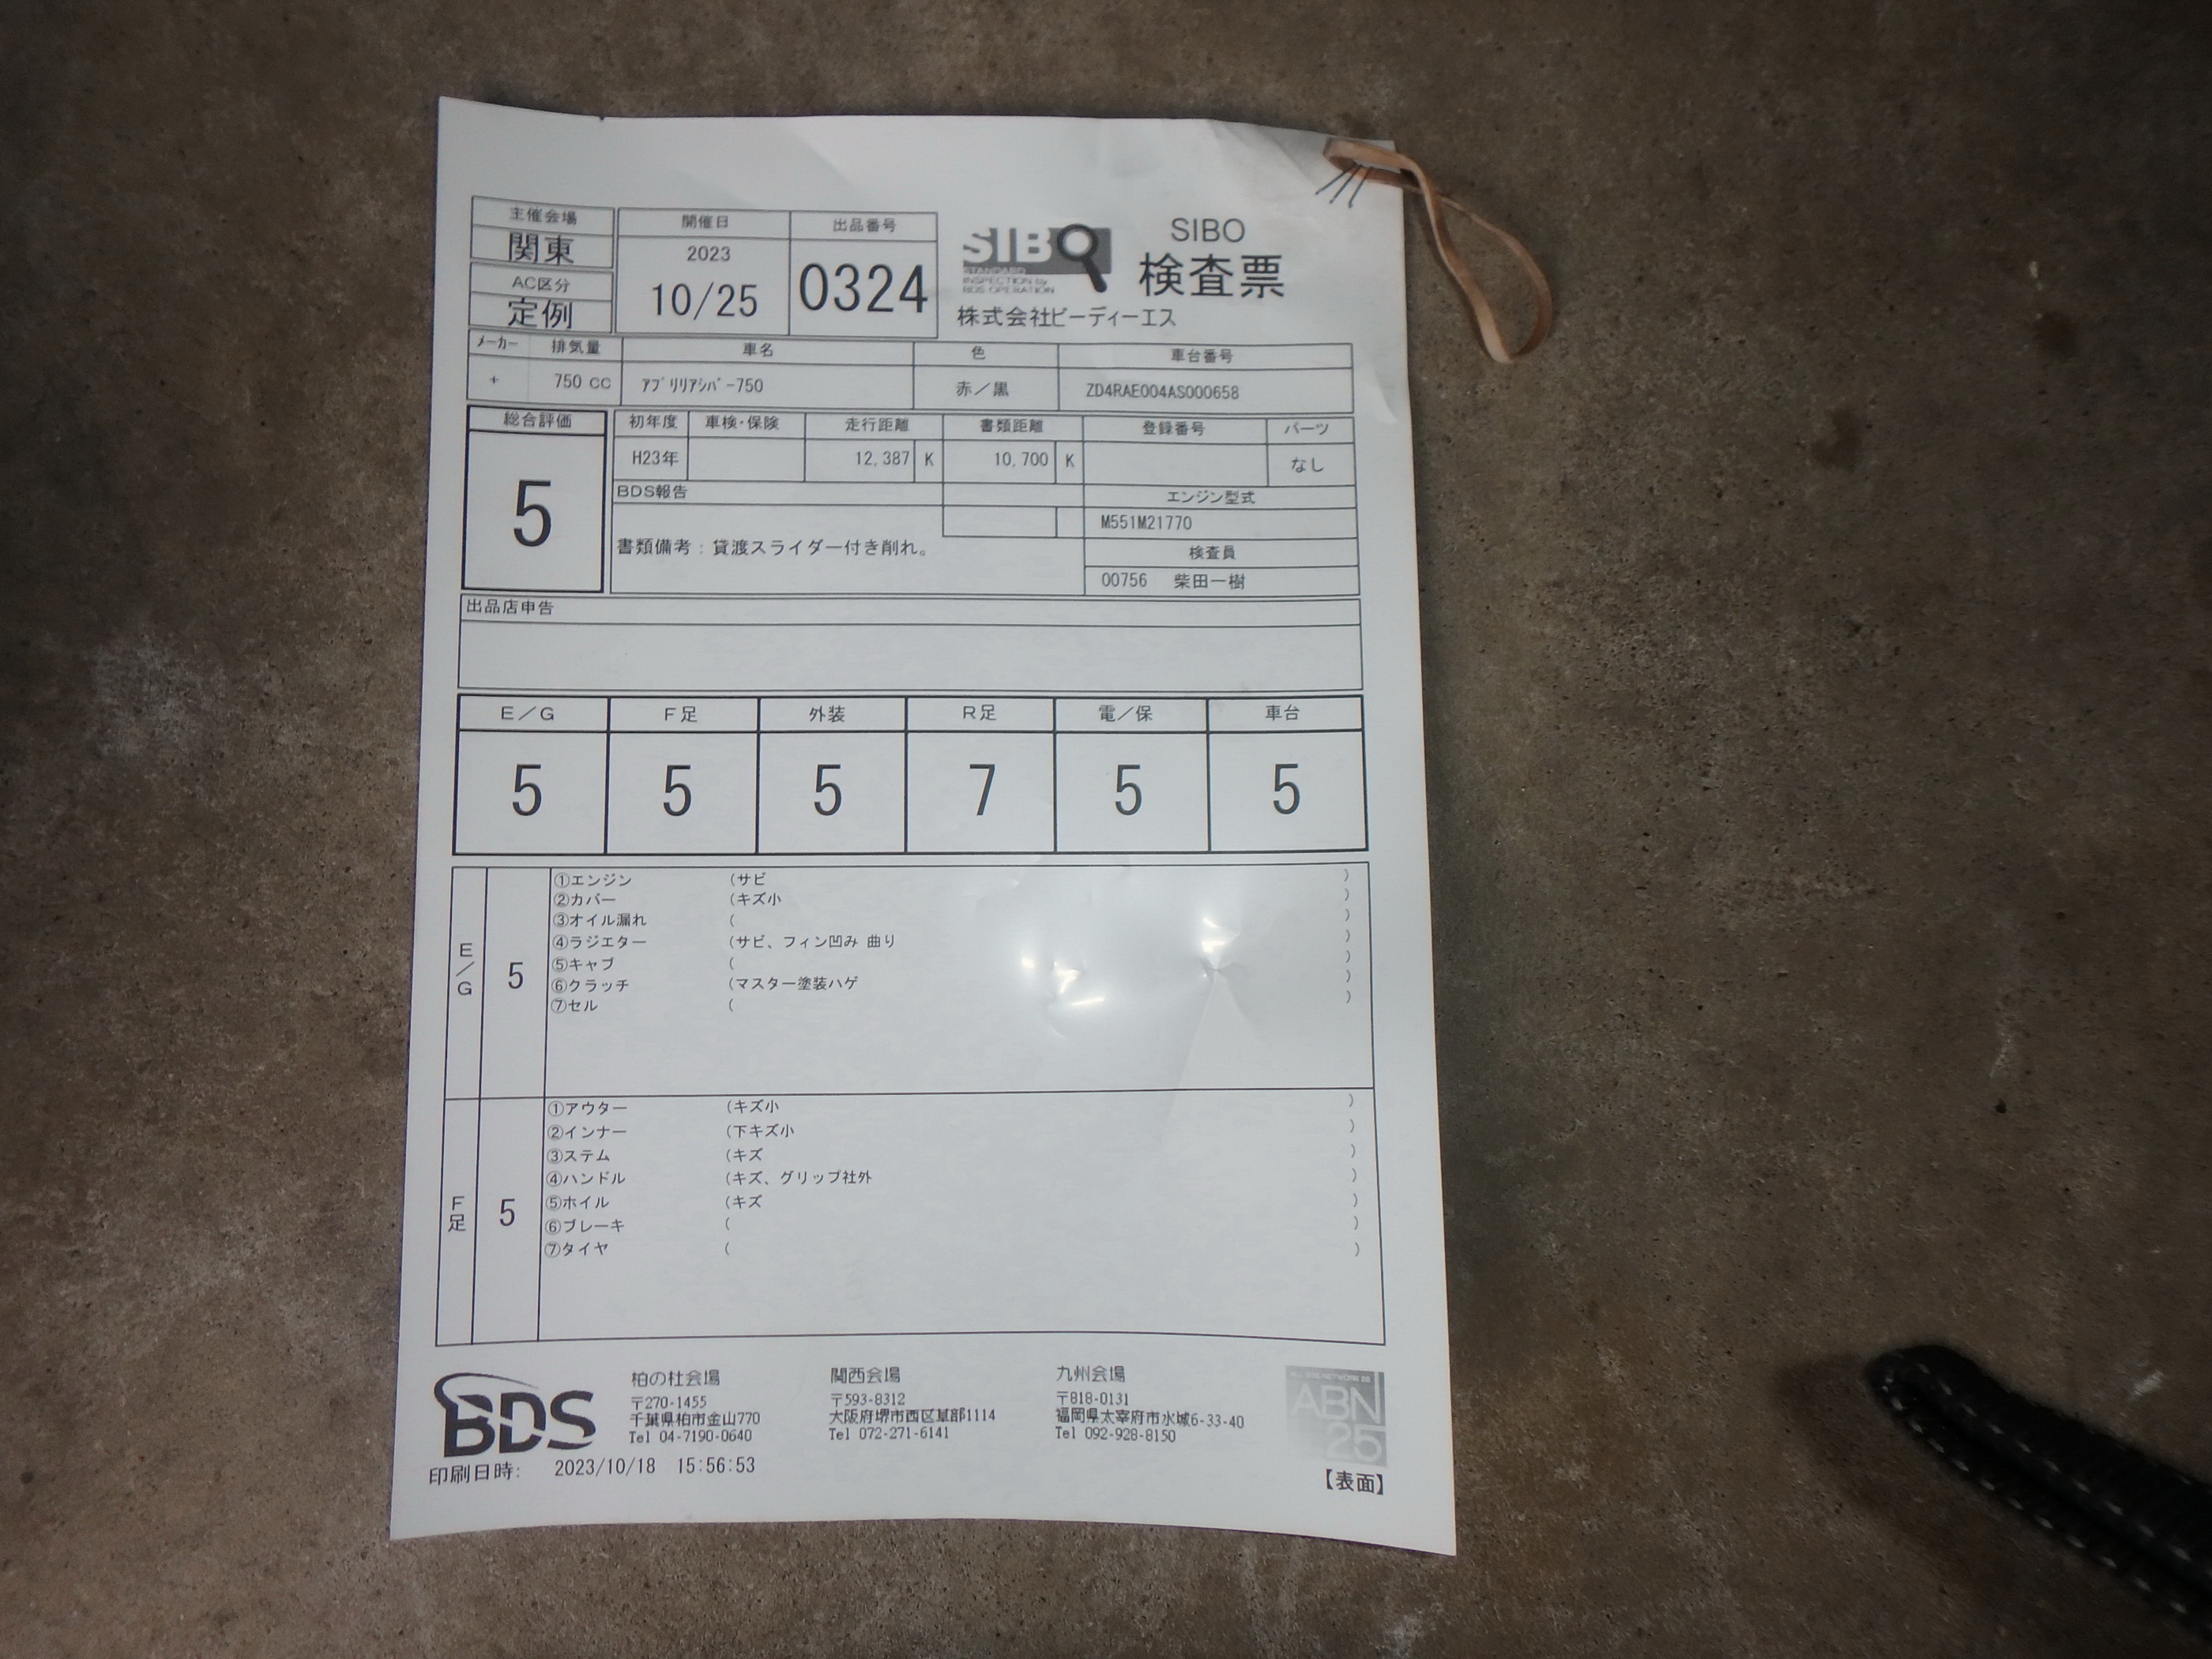 主催会場
関東
AC区分
定例
開催日
2023
10/25
出品番号
0324
SIBO
STANDARD
INSPECTION by
BDS OPERATION
SIBO
検査票
株式会社ビーディーエス
メーカー 排気量 車名 色 車台番号
+ 750 cc アプリリアシバー750 赤/黒 ZD4RAE004AS000658
総合評価
5
初年度 車検・保険 走行距離 書類距離 登録番号 パーツ
H23年 12,387 K 10,700 K なし
BDS報告
書類備考:貸渡スライダー付き削れ。
エンジン型式
M551M21770
検査員
00756 柴田一樹
出品店申告
E/G F足 外装 R足 電/保 車台
5 5 5 7 5 5
E/G 5
①エンジン (サビ )
②カバー (キズ小 )
③オイル漏れ ( )
④ラジエター (サビ、フィン凹み 曲り )
⑤キャブ ( )
⑥クラッチ (マスター塗装ハゲ )
⑦セル ( )
F足 5
①アウター (キズ小 )
②インナー (下キズ小 )
③ステム (キズ )
④ハンドル (キズ、グリップ社外 )
⑤ホイル (キズ )
⑥ブレーキ ( )
⑦タイヤ ( )
BDS
柏の杜会場
〒270-1455
千葉県柏市金山770
Tel 04-7190-0640
関西会場
〒593-8312
大阪府堺市西区草部1114
Tel 072-271-6141
九州会場
〒818-0131
福岡県太宰府市水城6-33-40
Tel 092-928-8150
ABN
25
印刷日時: 2023/10/18 15:56:53
【表面】